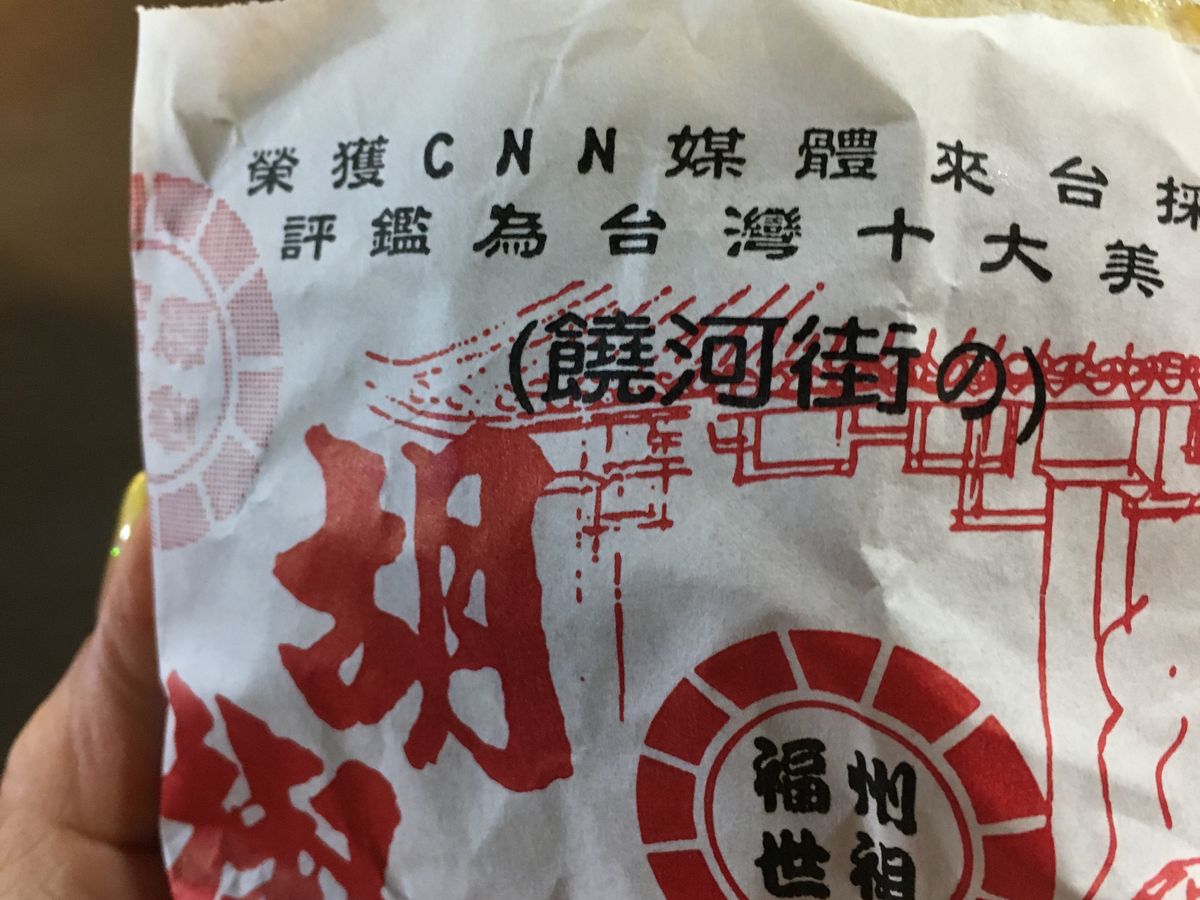 榮獲CNN媒體來台採
評鑑為台灣十大美
(饒河街の)
胡
福州
世祖